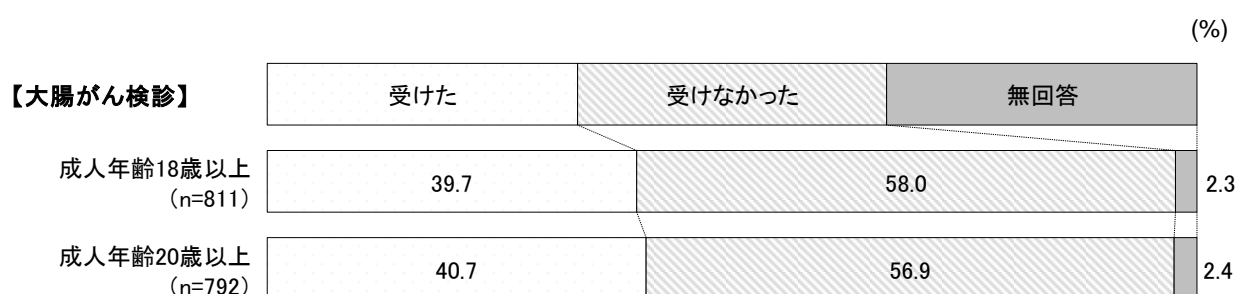 (%)
【大腸がん検診】 受けた 受けなかった 無回答
成人年齢18歳以上
(n=811)
39.7 58.0 2.3
成人年齢20歳以上
(n=792)
40.7 56.9 2.4